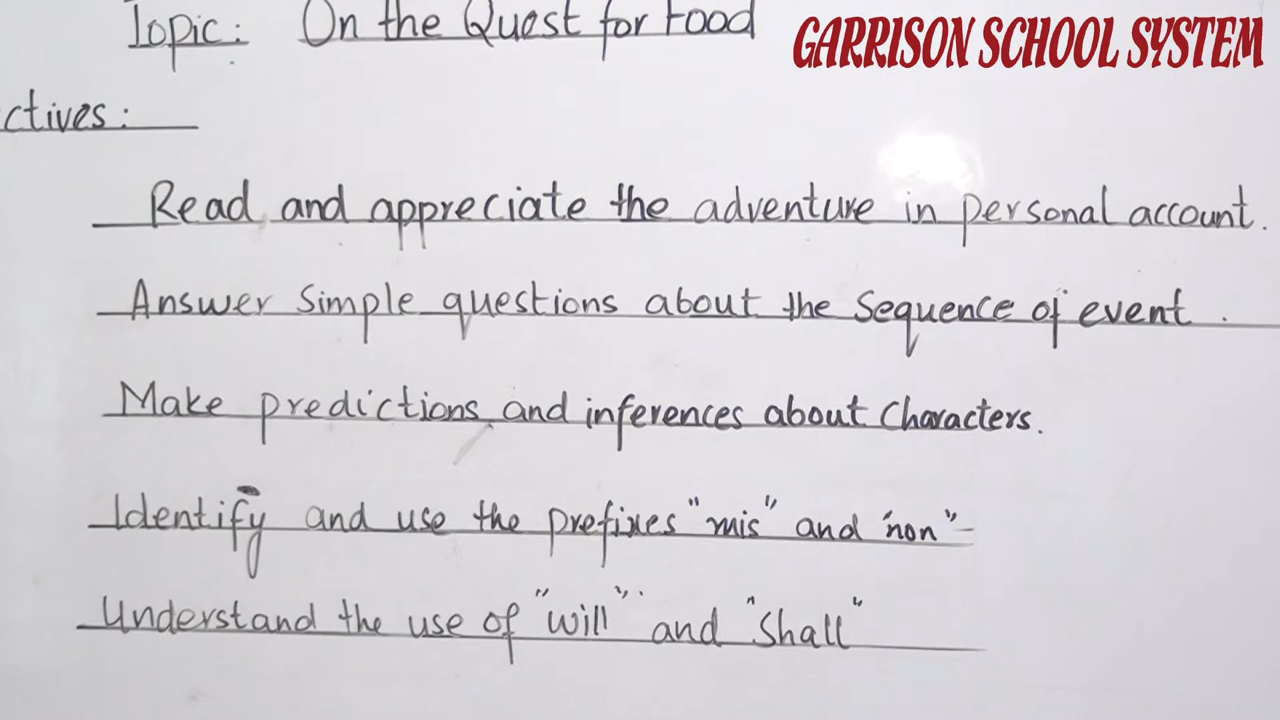 Topic: On the Quest for Food
GARRISON SCHOOL SYSTEM
ctives:
Read and appreciate the adventure in personal account.
Answer simple questions about the Sequence of event.
Make predictions and inferences about Characters.
Identify and use the prefixes "mis" and "non"-
Understand the use of "will" and "Shall"